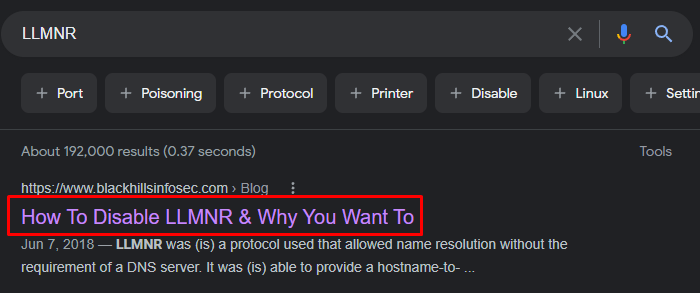 LLMNR
+ Port + Poisoning + Protocol + Printer + Disable + Linux + Settin
About 192,000 results (0.37 seconds) Tools
https://www.blackhillsinfosec.com › Blog
How To Disable LLMNR & Why You Want To
Jun 7, 2018 — LLMNR was (is) a protocol used that allowed name resolution without the
requirement of a DNS server. It was (is) able to provide a hostname-to- ...